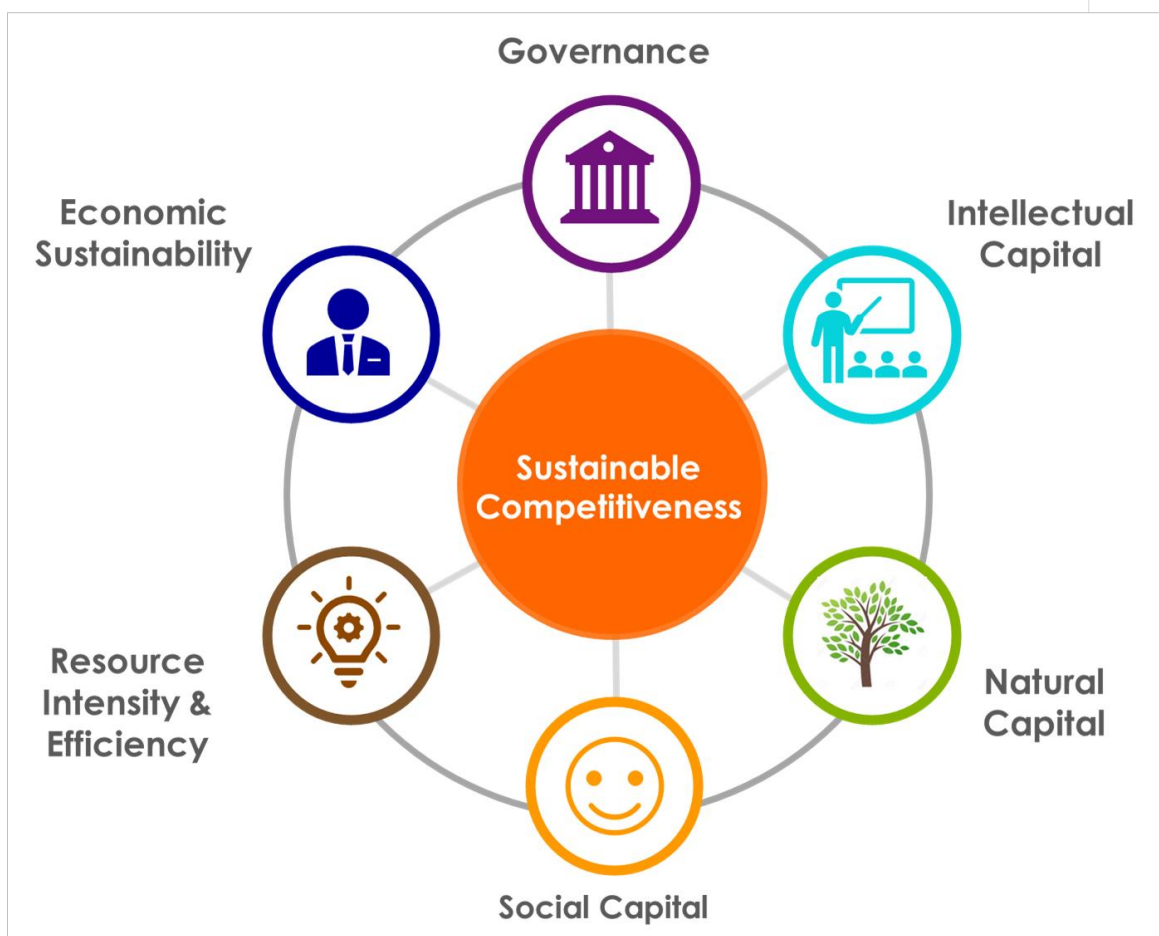 Governance
Economic
Sustainability
Intellectual
Capital
Sustainable
Competitiveness
Resource
Intensity &
Efficiency
Natural
Capital
Social Capital